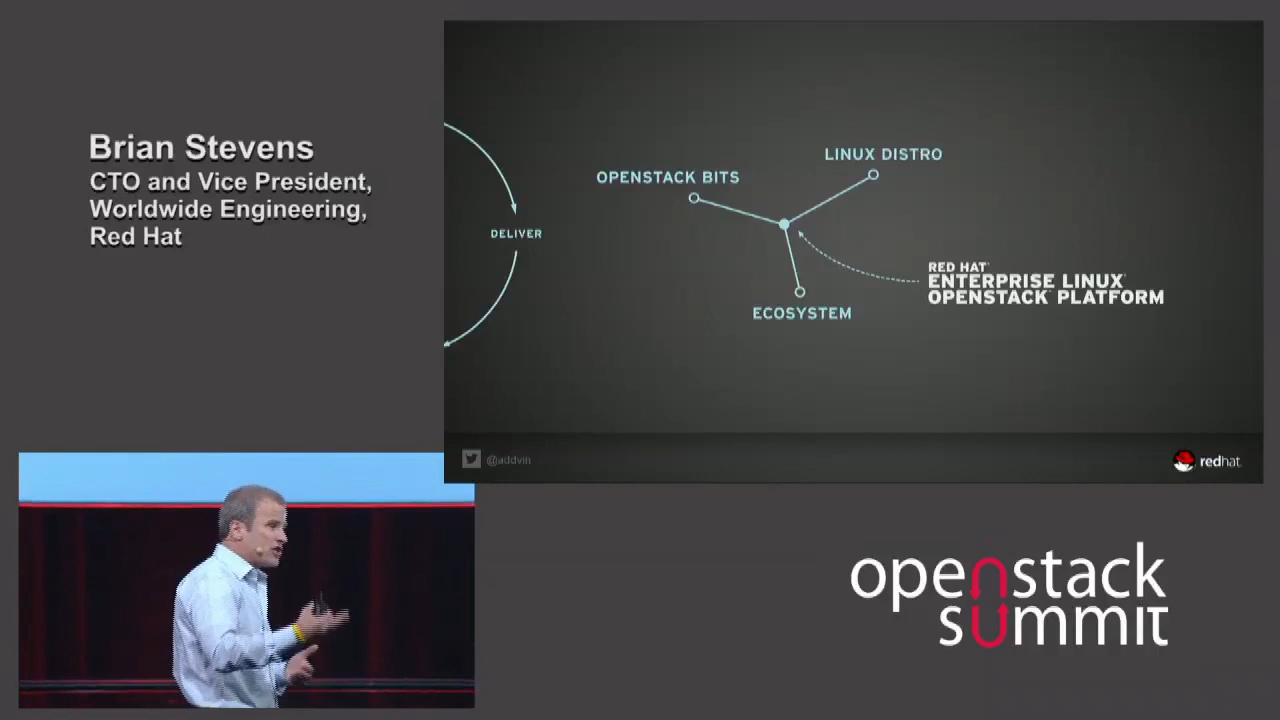 Brian Stevens
CTO and Vice President,
Worldwide Engineering,
Red Hat
DELIVER
OPENSTACK BITS
LINUX DISTRO
ECOSYSTEM
RED HAT®
ENTERPRISE LINUX®
OPENSTACK PLATFORM
@addvin
redhat.
openstack
summit